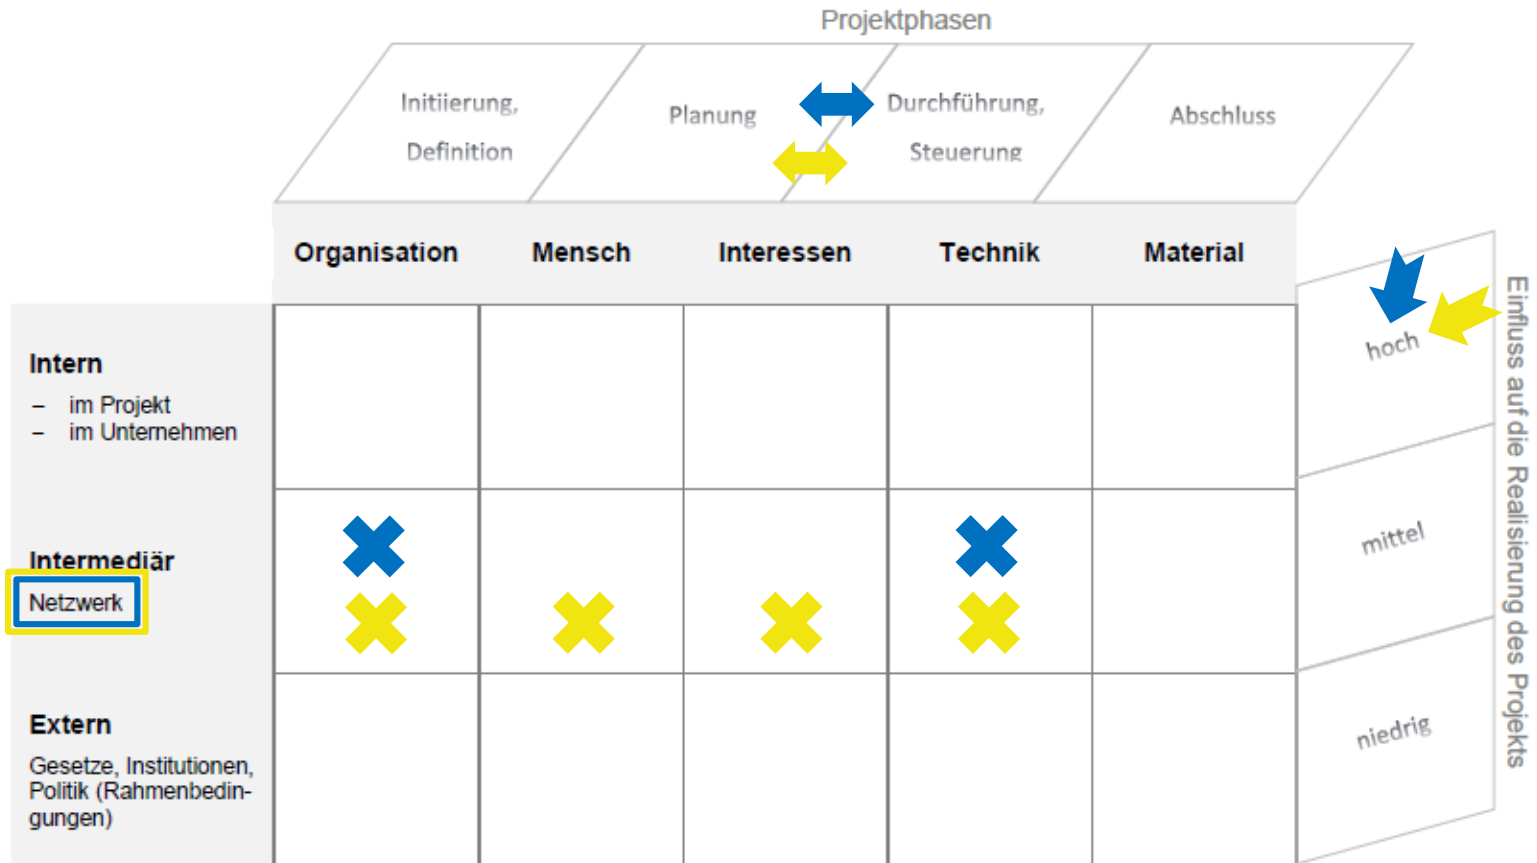 Projektphasen
Initiierung,
Definition
Planung
Durchführung,
Steuerung
Abschluss
Organisation
Mensch
Interessen
Technik
Material
Intern
– im Projekt
– im Unternehmen
Intermediär
Netzwerk
Extern
Gesetze, Institutionen,
Politik (Rahmenbedin-
gungen)
hoch
mittel
niedrig
Einfluss auf die Realisierung des Projekts